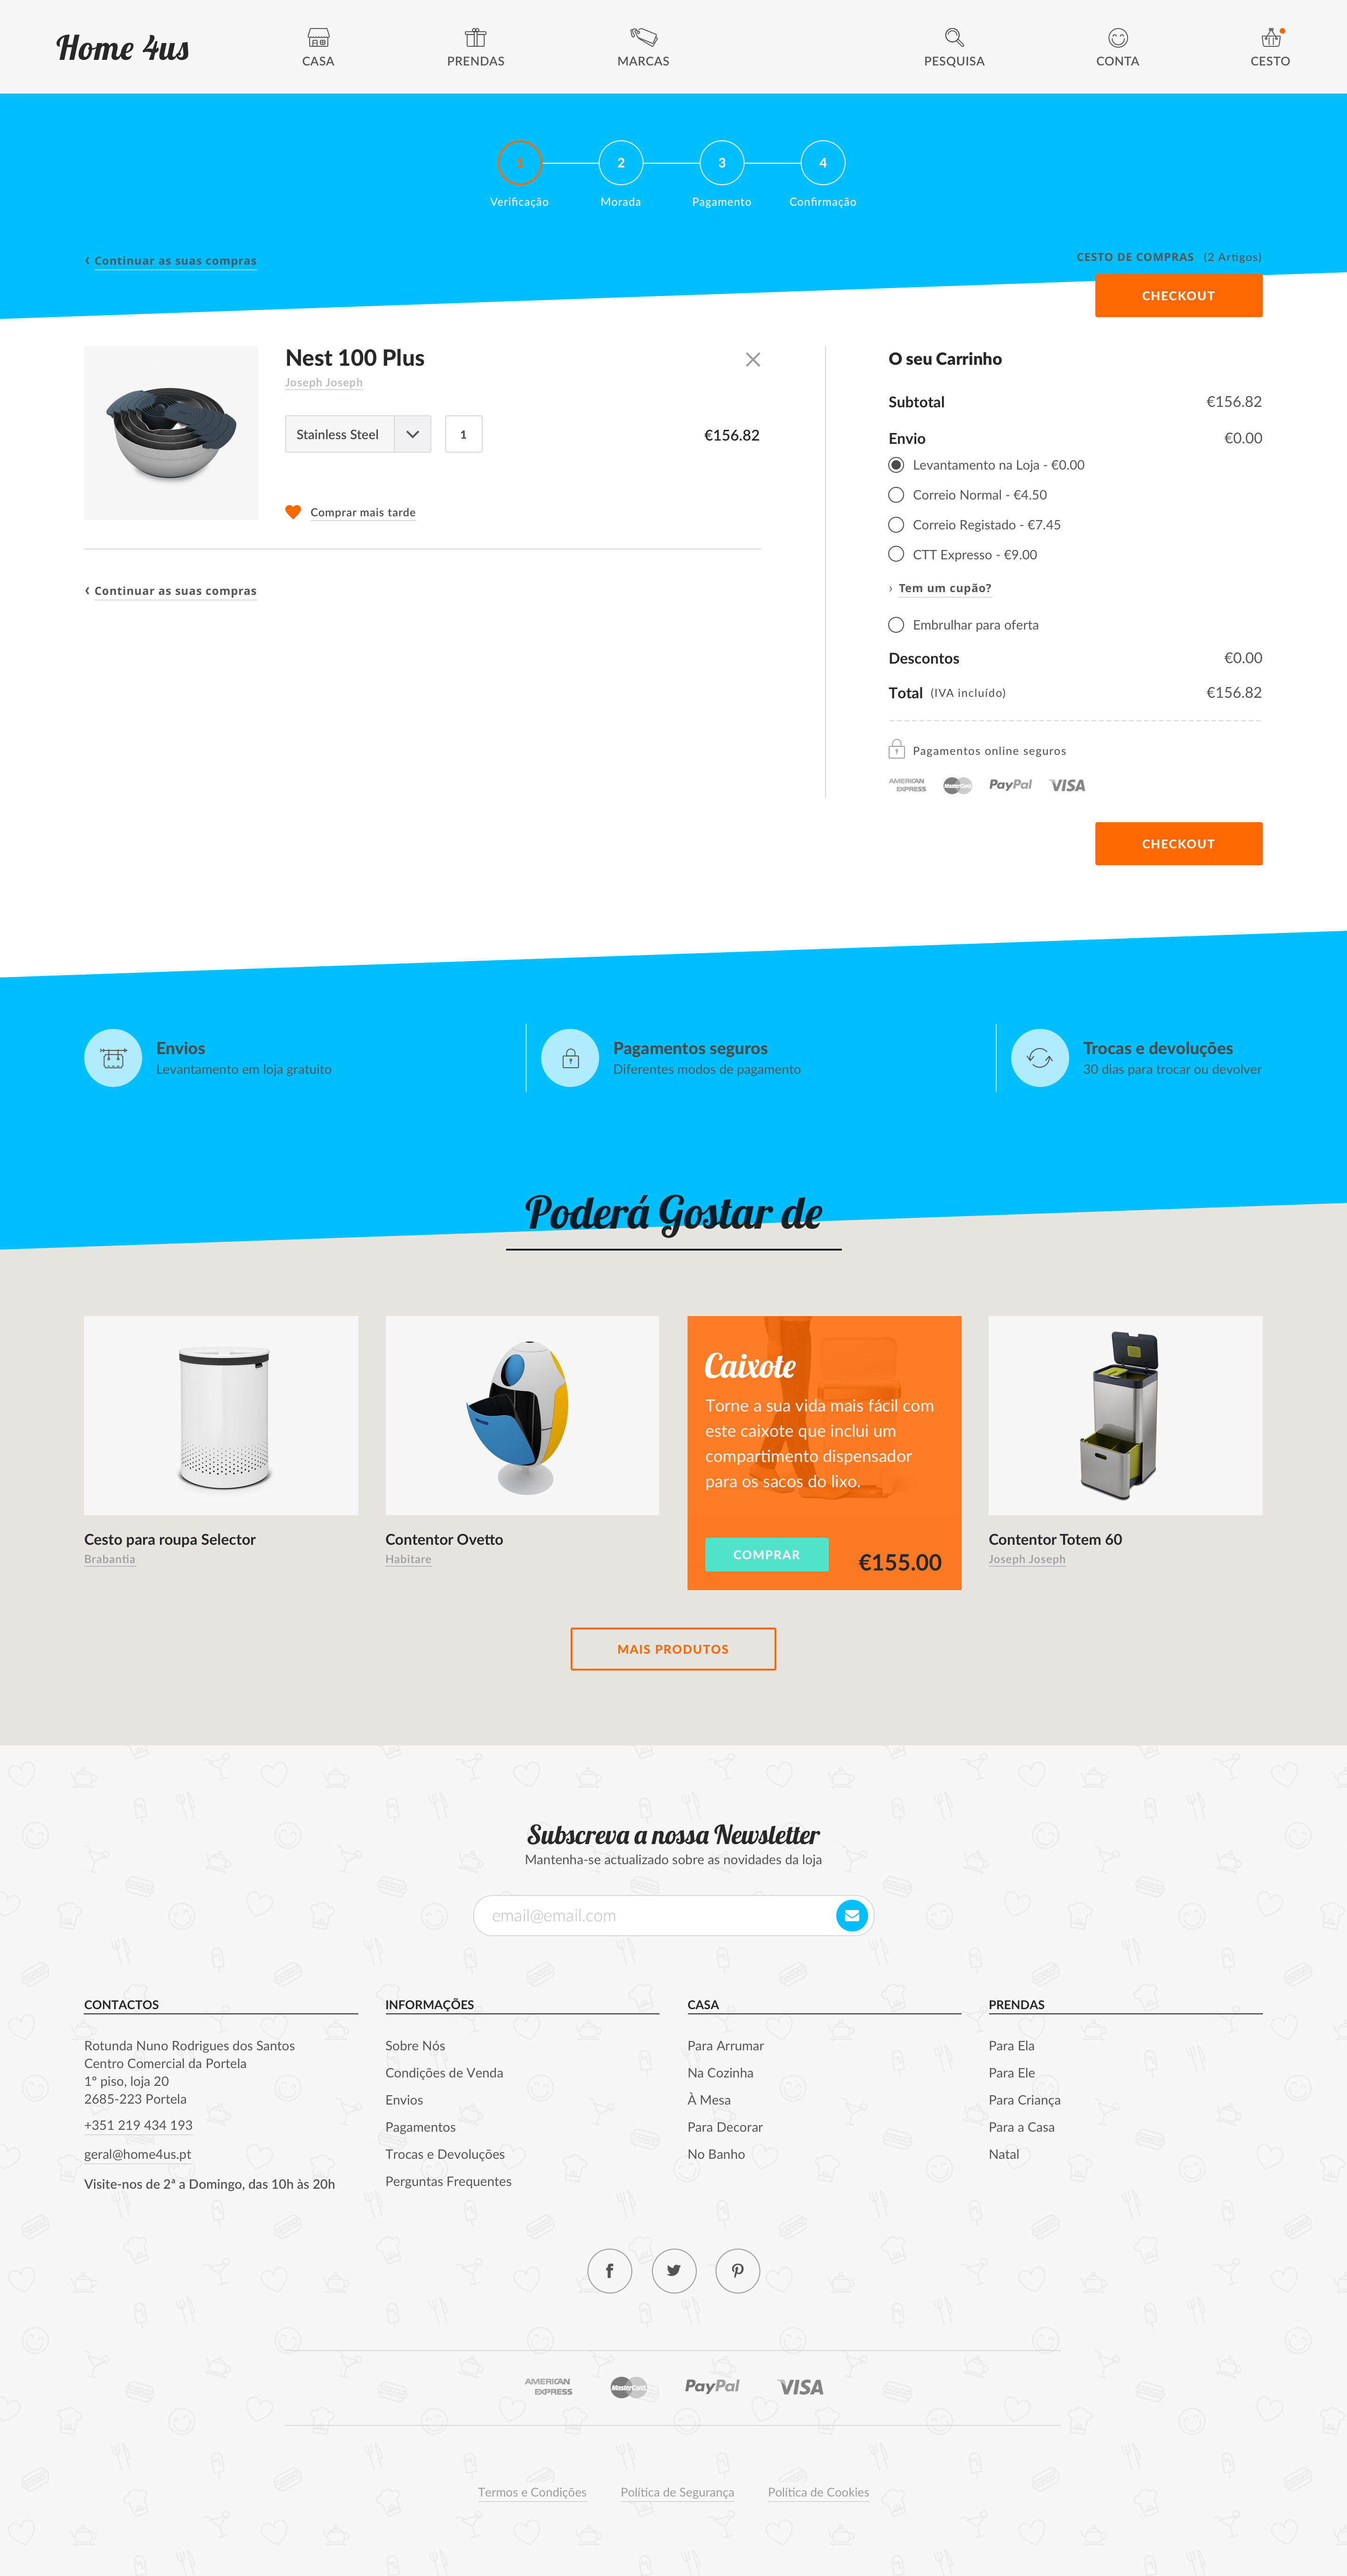 Home 4us
CASA
PRENDAS
MARCAS
PESQUISA
CONTA
CESTO
1
2
3
4
Verificação
Morada
Pagamento
Confirmação
‹ Continuar as suas compras
CESTO DE COMPRAS (2 Artigos)
CHECKOUT
Nest 100 Plus
Joseph Joseph
Stainless Steel
1
€156.82
Comprar mais tarde
‹ Continuar as suas compras
O seu Carrinho
Subtotal €156.82
Envio €0.00
Levantamento na Loja - €0.00
Correio Normal - €4.50
Correio Registado - €7.45
CTT Expresso - €9.00
› Tem um cupão?
Embrulhar para oferta
Descontos €0.00
Total (IVA incluído) €156.82
Pagamentos online seguros
AMERICAN EXPRESS
MasterCard
PayPal
VISA
CHECKOUT
Envios
Levantamento em loja gratuito
Pagamentos seguros
Diferentes modos de pagamento
Trocas e devoluções
30 dias para trocar ou devolver
Poderá Gostar de
Cesto para roupa Selector
Brabantia
Contentor Ovetto
Habitare
Caixote
Torne a sua vida mais fácil com
este caixote que inclui um
compartimento dispensador
para os sacos do lixo.
COMPRAR
€155.00
Contentor Totem 60
Joseph Joseph
MAIS PRODUTOS
Subscreva a nossa Newsletter
Mantenha-se actualizado sobre as novidades da loja
email@email.com
CONTACTOS
Rotunda Nuno Rodrigues dos Santos
Centro Comercial da Portela
1º piso, loja 20
2685-223 Portela
+351 219 434 193
geral@home4us.pt
Visite-nos de 2ª a Domingo, das 10h às 20h
INFORMAÇÕES
Sobre Nós
Condições de Venda
Envios
Pagamentos
Trocas e Devoluções
Perguntas Frequentes
CASA
Para Arrumar
Na Cozinha
À Mesa
Para Decorar
No Banho
PRENDAS
Para Ela
Para Ele
Para Criança
Para a Casa
Natal
AMERICAN EXPRESS
MasterCard
PayPal
VISA
Termos e Condições
Política de Segurança
Política de Cookies